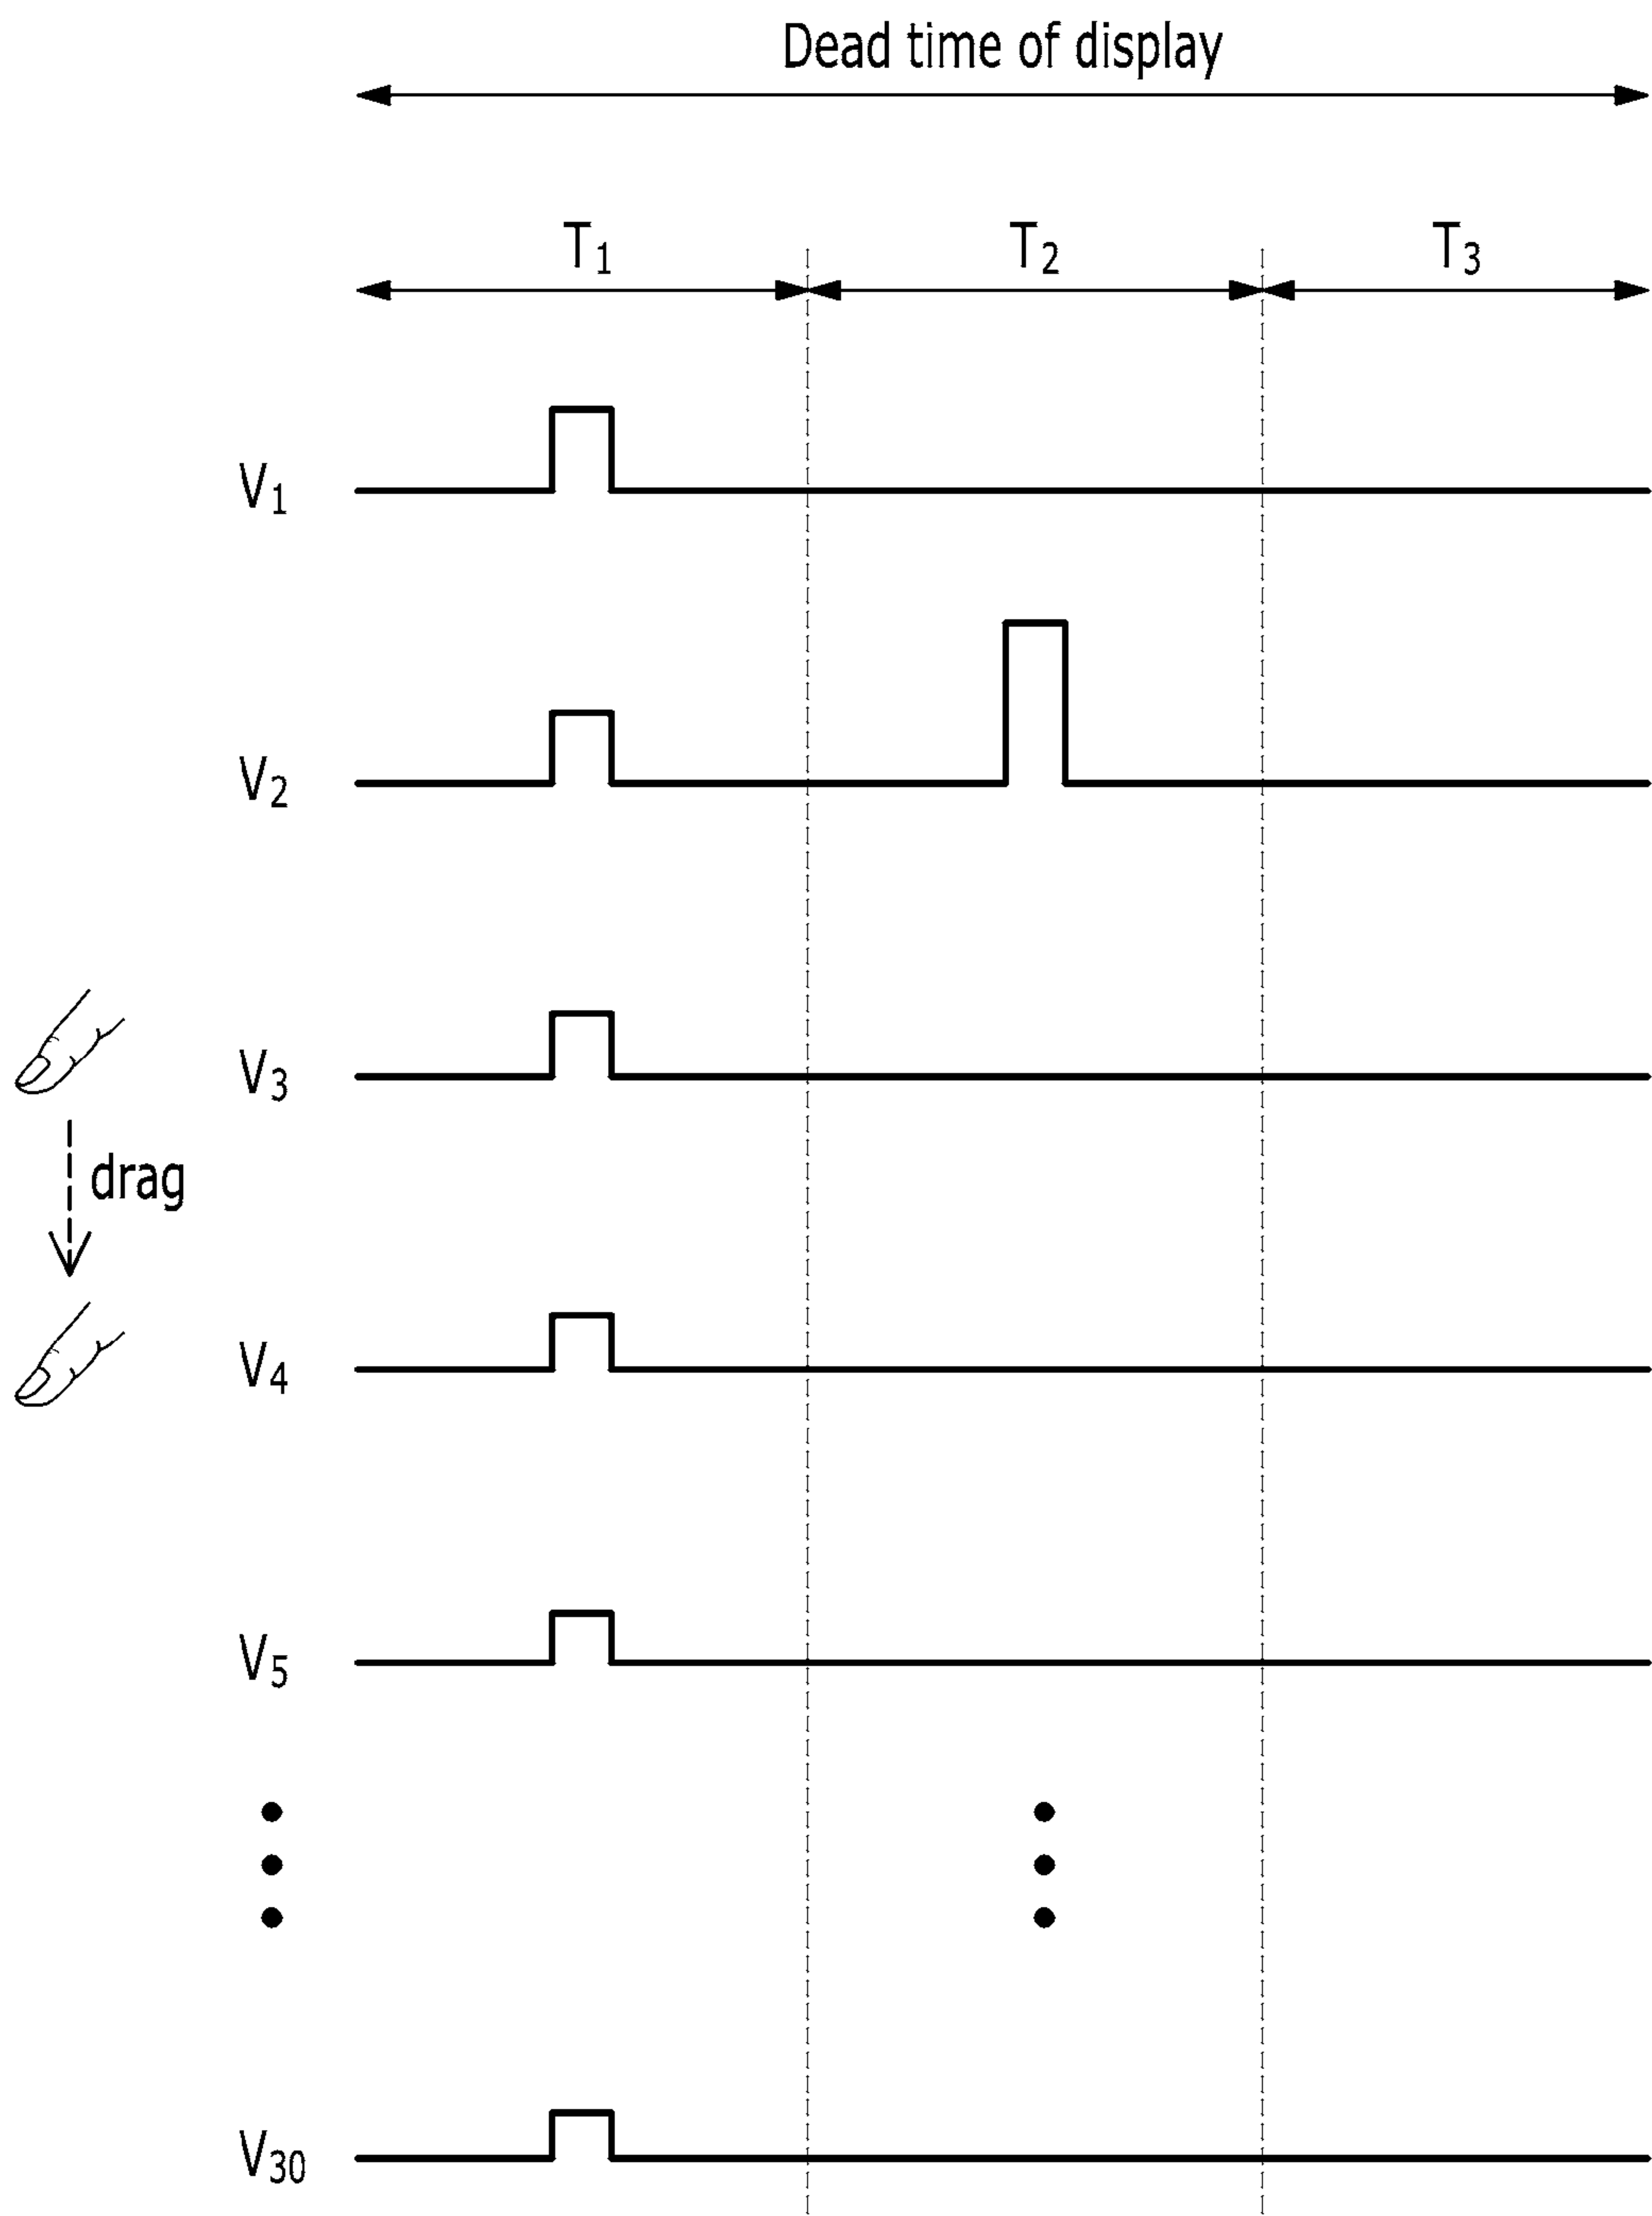 Dead time of display
T1 T2 T3
V1
V2
V3
drag
V4
V5
V30